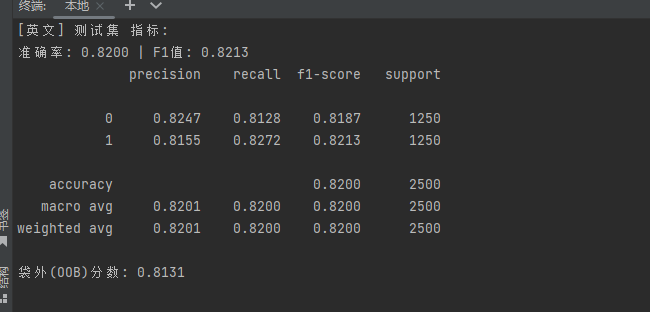 终端: 本地
[英文] 测试集 指标:
准确率: 0.8200 | F1值: 0.8213
precision recall f1-score support
0 0.8247 0.8128 0.8187 1250
1 0.8155 0.8272 0.8213 1250
accuracy 0.8200 2500
macro avg 0.8201 0.8200 0.8200 2500
weighted avg 0.8201 0.8200 0.8200 2500
袋外(OOB)分数: 0.8131
书签
结构